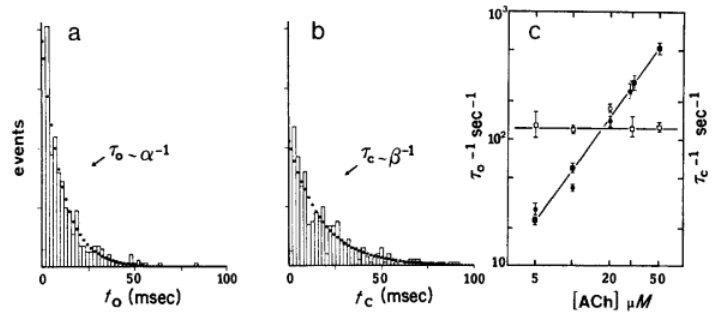 a
b
c
events
τo ~ α⁻¹
τc ~ β⁻¹
0 50 100
to (msec)
0 50 100
tc (msec)
10³
10²
10
τo⁻¹ sec⁻¹
τc⁻¹ sec⁻¹
5 20 50
[ACh] μM